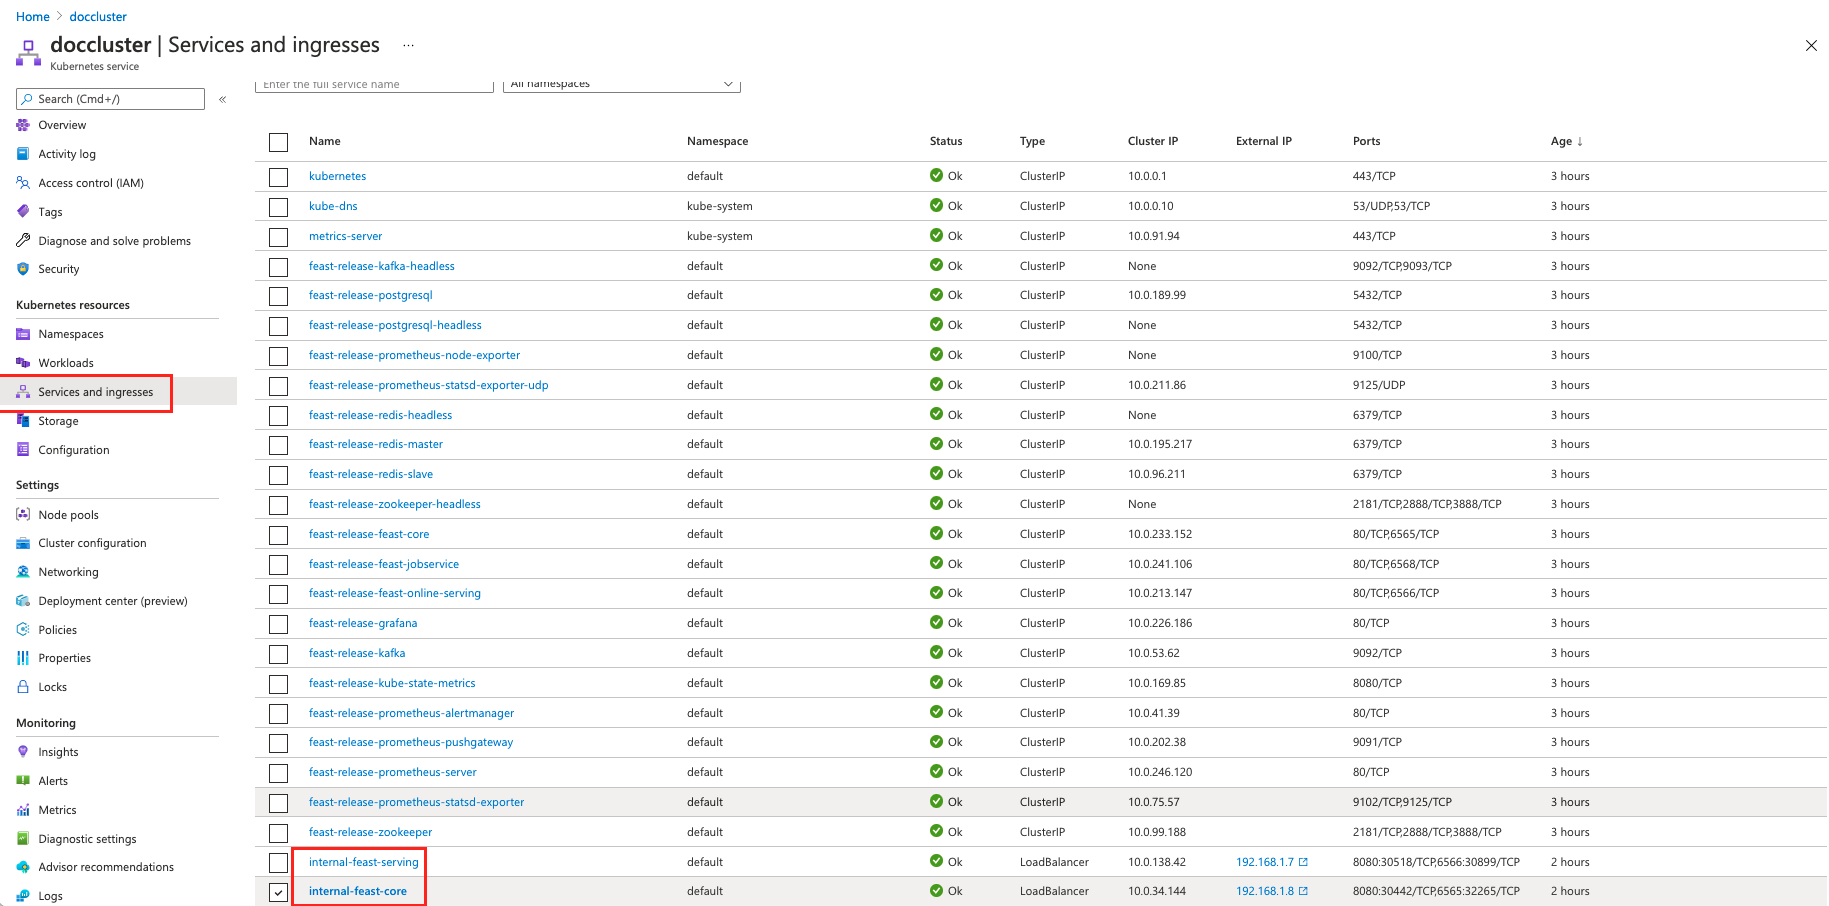 Home > doccluster
doccluster | Services and ingresses ...
Kubernetes service
Search (Cmd+/)
«
Overview
Activity log
Access control (IAM)
Tags
Diagnose and solve problems
Security
Kubernetes resources
Namespaces
Workloads
Services and ingresses
Storage
Configuration
Settings
Node pools
Cluster configuration
Networking
Deployment center (preview)
Policies
Properties
Locks
Monitoring
Insights
Alerts
Metrics
Diagnostic settings
Advisor recommendations
Logs
Enter the full service name All namespaces
Name Namespace Status Type Cluster IP External IP Ports Age ↓
kubernetes default Ok ClusterIP 10.0.0.1 443/TCP 3 hours
kube-dns kube-system Ok ClusterIP 10.0.0.10 53/UDP,53/TCP 3 hours
metrics-server kube-system Ok ClusterIP 10.0.91.94 443/TCP 3 hours
feast-release-kafka-headless default Ok ClusterIP None 9092/TCP,9093/TCP 3 hours
feast-release-postgresql default Ok ClusterIP 10.0.189.99 5432/TCP 3 hours
feast-release-postgresql-headless default Ok ClusterIP None 5432/TCP 3 hours
feast-release-prometheus-node-exporter default Ok ClusterIP None 9100/TCP 3 hours
feast-release-prometheus-statsd-exporter-udp default Ok ClusterIP 10.0.211.86 9125/UDP 3 hours
feast-release-redis-headless default Ok ClusterIP None 6379/TCP 3 hours
feast-release-redis-master default Ok ClusterIP 10.0.195.217 6379/TCP 3 hours
feast-release-redis-slave default Ok ClusterIP 10.0.96.211 6379/TCP 3 hours
feast-release-zookeeper-headless default Ok ClusterIP None 2181/TCP,2888/TCP,3888/TCP 3 hours
feast-release-feast-core default Ok ClusterIP 10.0.233.152 80/TCP,6565/TCP 3 hours
feast-release-feast-jobservice default Ok ClusterIP 10.0.241.106 80/TCP,6568/TCP 3 hours
feast-release-feast-online-serving default Ok ClusterIP 10.0.213.147 80/TCP,6566/TCP 3 hours
feast-release-grafana default Ok ClusterIP 10.0.226.186 80/TCP 3 hours
feast-release-kafka default Ok ClusterIP 10.0.53.62 9092/TCP 3 hours
feast-release-kube-state-metrics default Ok ClusterIP 10.0.169.85 8080/TCP 3 hours
feast-release-prometheus-alertmanager default Ok ClusterIP 10.0.41.39 80/TCP 3 hours
feast-release-prometheus-pushgateway default Ok ClusterIP 10.0.202.38 9091/TCP 3 hours
feast-release-prometheus-server default Ok ClusterIP 10.0.246.120 80/TCP 3 hours
feast-release-prometheus-statsd-exporter default Ok ClusterIP 10.0.75.57 9102/TCP,9125/TCP 3 hours
feast-release-zookeeper default Ok ClusterIP 10.0.99.188 2181/TCP,2888/TCP,3888/TCP 3 hours
internal-feast-serving default Ok LoadBalancer 10.0.138.42 192.168.1.7 8080:30518/TCP,6566:30899/TCP 2 hours
internal-feast-core default Ok LoadBalancer 10.0.34.144 192.168.1.8 8080:30442/TCP,6565:32265/TCP 2 hours